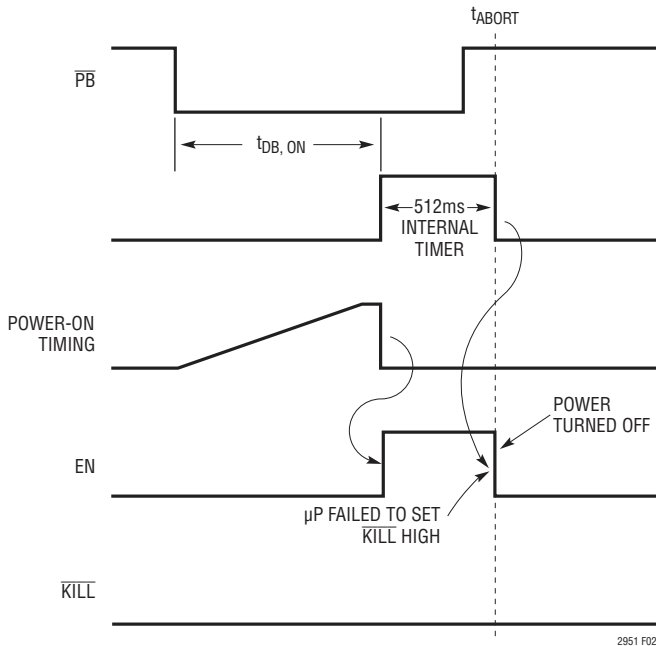 tABORT
PB
tDB, ON
512ms
INTERNAL
TIMER
POWER-ON
TIMING
POWER
TURNED OFF
EN
µP FAILED TO SET
KILL HIGH
KILL
2951 F02